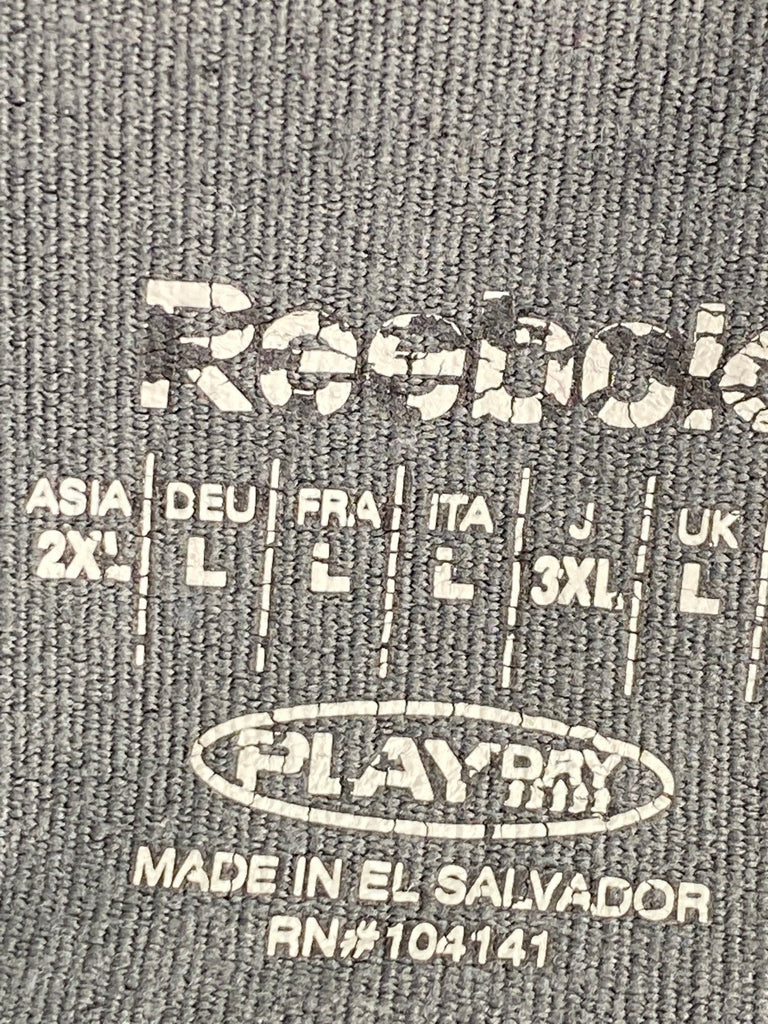 Reebok
ASIA DEU FRA ITA J UK
2XL L L L 3XL L
PLAYDRY
MADE IN EL SALVADOR
RN#104141